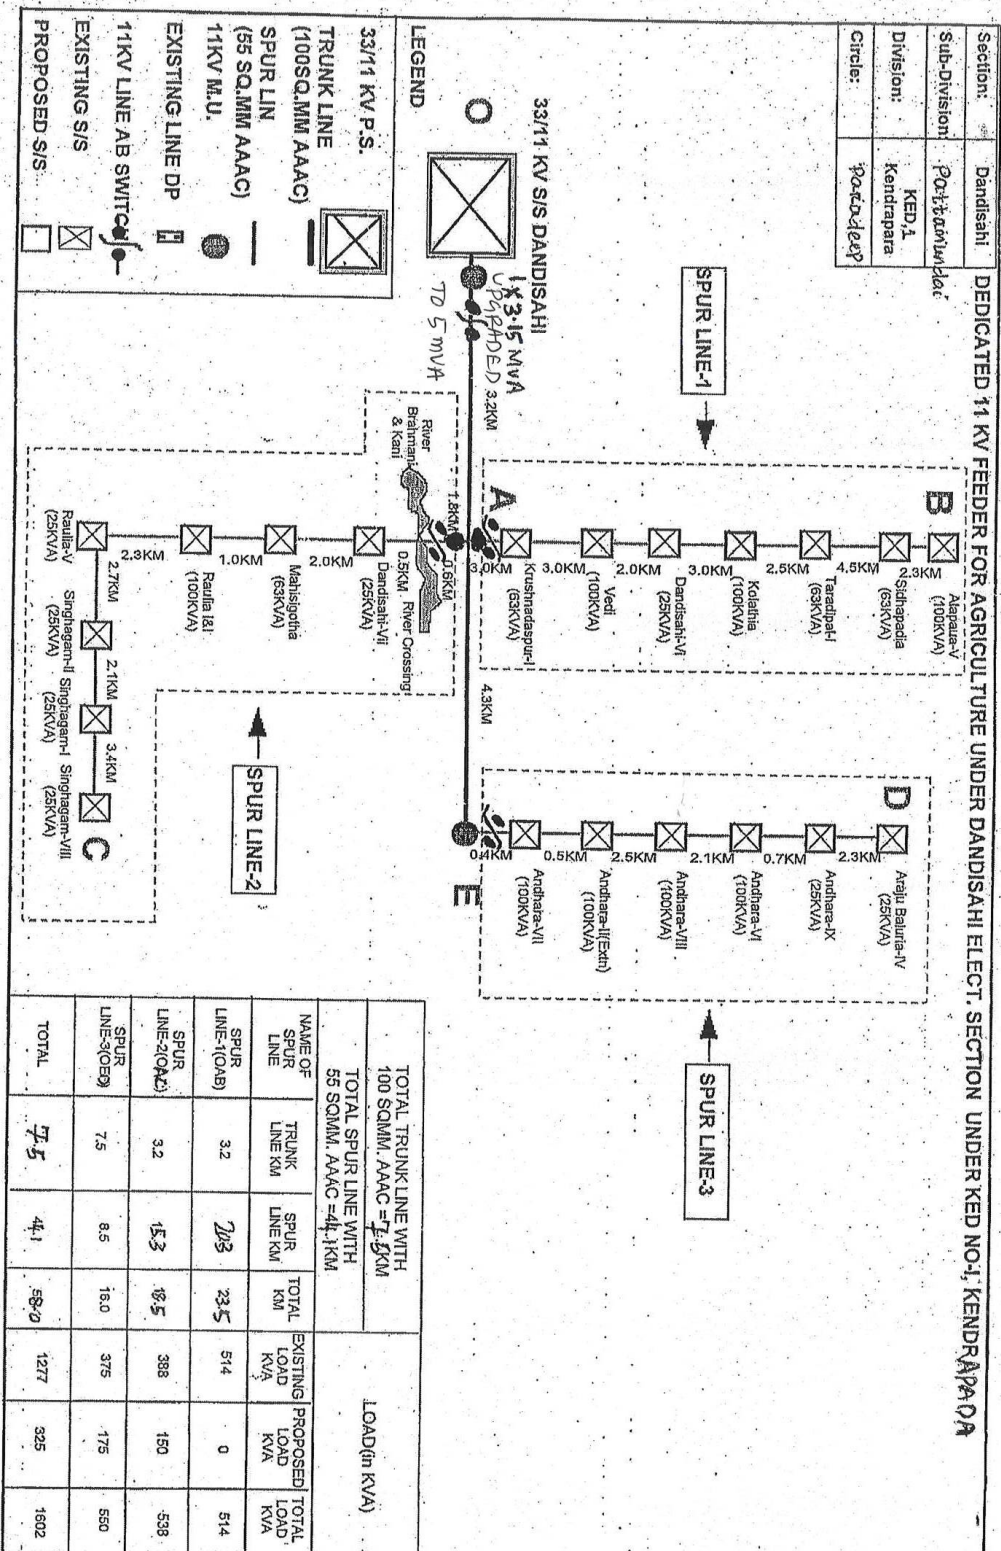 DEDICATED 11 KV FEEDER FOR AGRICULTURE UNDER DANDISAHI ELECT. SECTION UNDER KED NO-I, KENDRAPADA
Section: Dandisahi
Sub-Division: Pattamundai
Division: KED,1
Kendrapara
Circle: Paradeep
SPUR LINE-1
B
Alapaua-V
(100KVA)
2.3KM
Sidhapadia
(63KVA)
4.5KM
Taradipal-I
(63KVA)
2.5KM
Kolathia
(100KVA)
3.0KM
Dandisahi-Vi
(25KVA)
2.0KM
Vedi
(100KVA)
3.0KM
Krushnadaspur-I
(63KVA)
3.0KM
A
D
Araju Baluria-IV
(25KVA)
2.3KM
Andhara-IX
(25KVA)
0.7KM
Andhara-VI
(100KVA)
2.1KM
Andhara-VIII
(100KVA)
2.5KM
Andhara-II(Extn)
(100KVA)
0.5KM
Andhara-VII
(100KVA)
0.4KM
E
SPUR LINE-3
33/11 KV S/S DANDISAHI
1X3.15 MVA
UPGRADED
TO 5 MVA
O
3.2KM
4.3KM
1.8KM
0.6KM
River
Brahmani
& Kani
0.5KM River Crossing
Dandisahi-Vii
(25KVA)
2.0KM
Mahisigotha
(63KVA)
1.0KM
Raulia I&I
(100KVA)
2.3KM
Raulia-V
(25KVA)
2.7KM
Singhagam-II
(25KVA)
2.1KM
Singhagam-I
(25KVA)
3.4KM
Singhagam-VIII
(25KVA)
C
SPUR LINE-2
LEGEND
33/11 KV P.S.
TRUNK LINE
(100SQ.MM AAAC)
SPUR LIN
(55 SQ.MM AAAC)
11KV M.U.
EXISTING LINE DP
11KV LINE AB SWITCH
EXISTING S/S
PROPOSED S/S
TOTAL TRUNK LINE WITH
100 SQMM. AAAC =7.5KM
TOTAL SPUR LINE WITH
55 SQMM. AAAC =44.1KM
LOAD(in KVA)
NAME OF SPUR LINE TRUNK LINE KM SPUR LINE KM TOTAL KM EXISTING LOAD KVA PROPOSED LOAD KVA TOTAL LOAD KVA
SPUR LINE-1(OAB) 3.2 20.3 23.5 514 0 514
SPUR LINE-2(OAC) 3.2 15.3 18.5 388 150 538
SPUR LINE-3(OED) 7.5 8.5 16.0 375 175 550
TOTAL 7.5 44.1 58.0 1277 325 1602